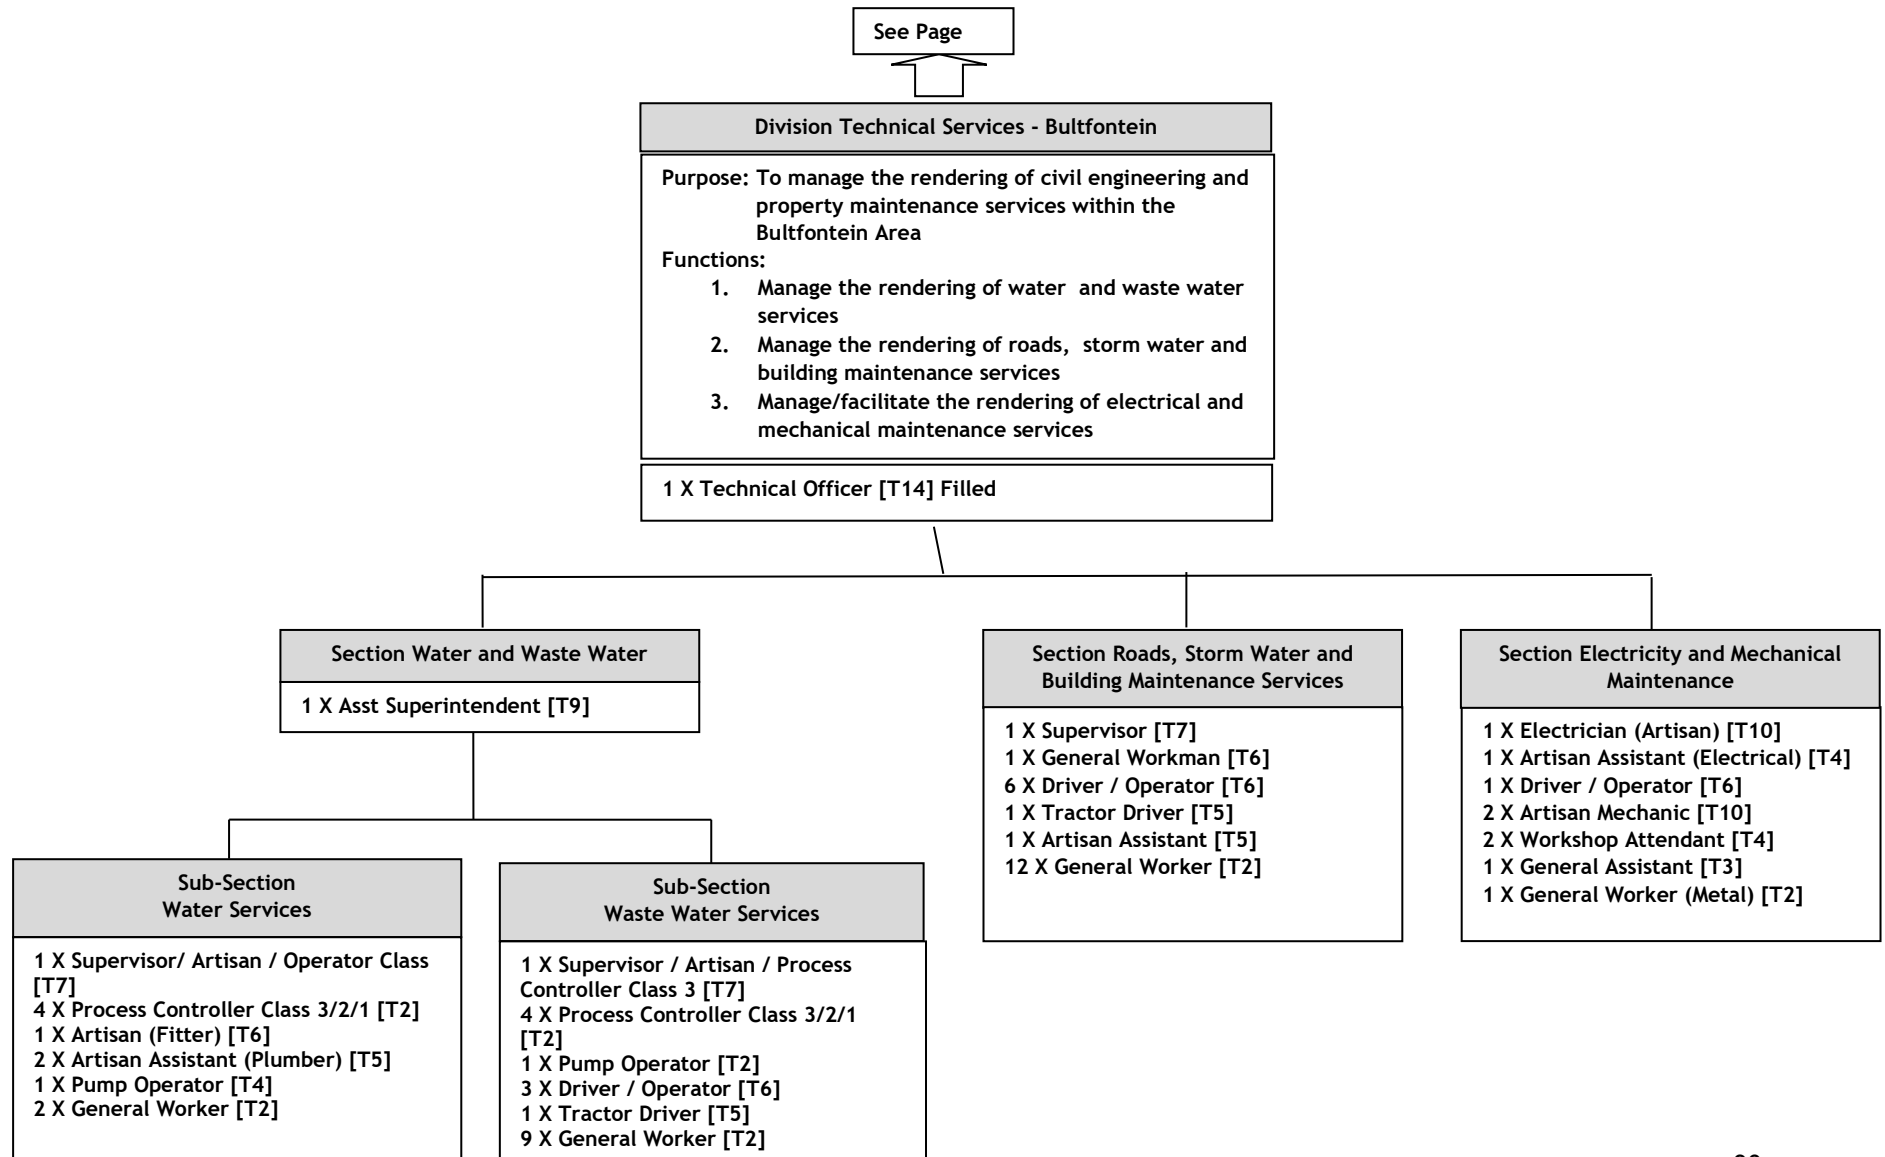 See Page
Division Technical Services - Bultfontein
Purpose: To manage the rendering of civil engineering and
property maintenance services within the
Bultfontein Area
Functions:
1. Manage the rendering of water and waste water
services
2. Manage the rendering of roads, storm water and
building maintenance services
3. Manage/facilitate the rendering of electrical and
mechanical maintenance services
1 X Technical Officer [T14] Filled
Section Water and Waste Water
1 X Asst Superintendent [T9]
Section Roads, Storm Water and
Building Maintenance Services
1 X Supervisor [T7]
1 X General Workman [T6]
6 X Driver / Operator [T6]
1 X Tractor Driver [T5]
1 X Artisan Assistant [T5]
12 X General Worker [T2]
Section Electricity and Mechanical
Maintenance
1 X Electrician (Artisan) [T10]
1 X Artisan Assistant (Electrical) [T4]
1 X Driver / Operator [T6]
2 X Artisan Mechanic [T10]
2 X Workshop Attendant [T4]
1 X General Assistant [T3]
1 X General Worker (Metal) [T2]
Sub-Section
Water Services
1 X Supervisor/ Artisan / Operator Class
[T7]
4 X Process Controller Class 3/2/1 [T2]
1 X Artisan (Fitter) [T6]
2 X Artisan Assistant (Plumber) [T5]
1 X Pump Operator [T4]
2 X General Worker [T2]
Sub-Section
Waste Water Services
1 X Supervisor / Artisan / Process
Controller Class 3 [T7]
4 X Process Controller Class 3/2/1
[T2]
1 X Pump Operator [T2]
3 X Driver / Operator [T6]
1 X Tractor Driver [T5]
9 X General Worker [T2]